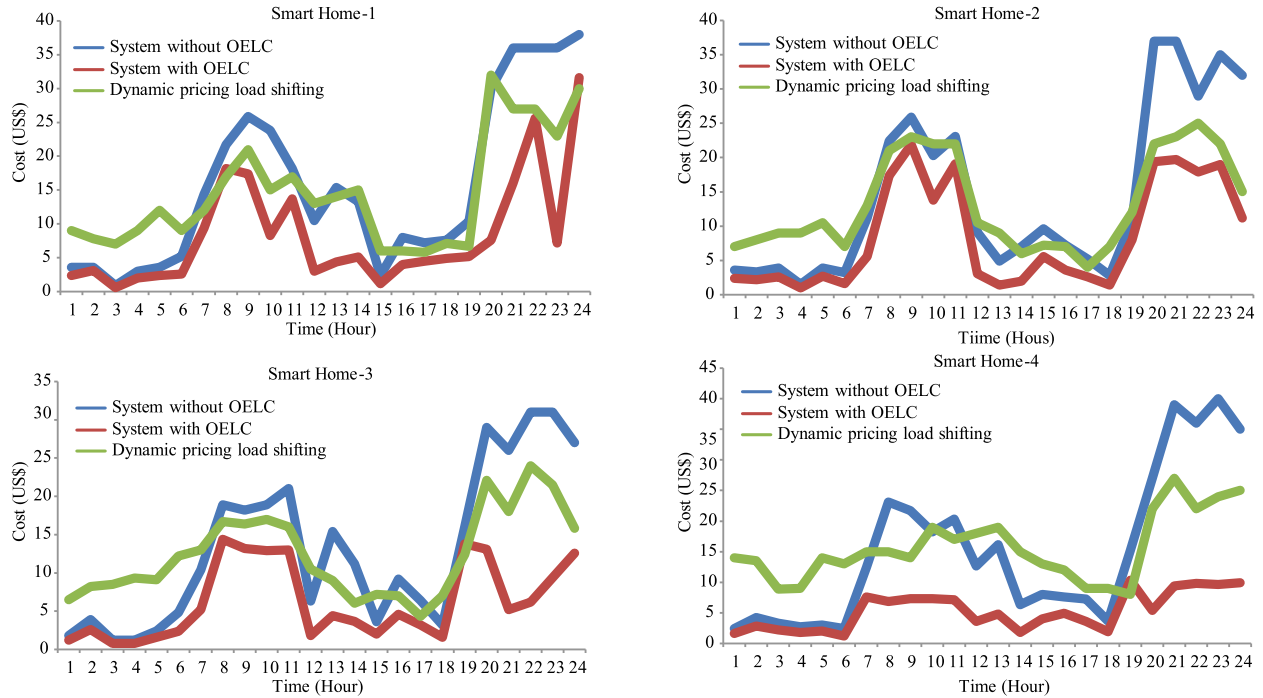 Smart Home-1
40
35
30
25
20
15
10
5
0
Cost (US$)
System without OELC
System with OELC
Dynamic pricing load shifting
1 2 3 4 5 6 7 8 9 10 11 12 13 14 15 16 17 18 19 20 21 22 23 24
Time (Hour)
Smart Home-2
40
35
30
25
20
15
10
5
0
Cost (US$)
System without OELC
System with OELC
Dynamic pricing load shifting
1 2 3 4 5 6 7 8 9 10 11 12 13 14 15 16 17 18 19 20 21 22 23 24
Tiime (Hous)
Smart Home-3
35
30
25
20
15
10
5
0
Cost (US$)
System without OELC
System with OELC
Dynamic pricing load shifting
1 2 3 4 5 6 7 8 9 10 11 12 13 14 15 16 17 18 19 20 21 22 23 24
Time (Hour)
Smart Home-4
45
40
35
30
25
20
15
10
5
0
Cost (US$)
System without OELC
System with OELC
Dynamic pricing load shifting
1 2 3 4 5 6 7 8 9 10 11 12 13 14 15 16 17 18 19 20 21 22 23 24
Time (Hour)